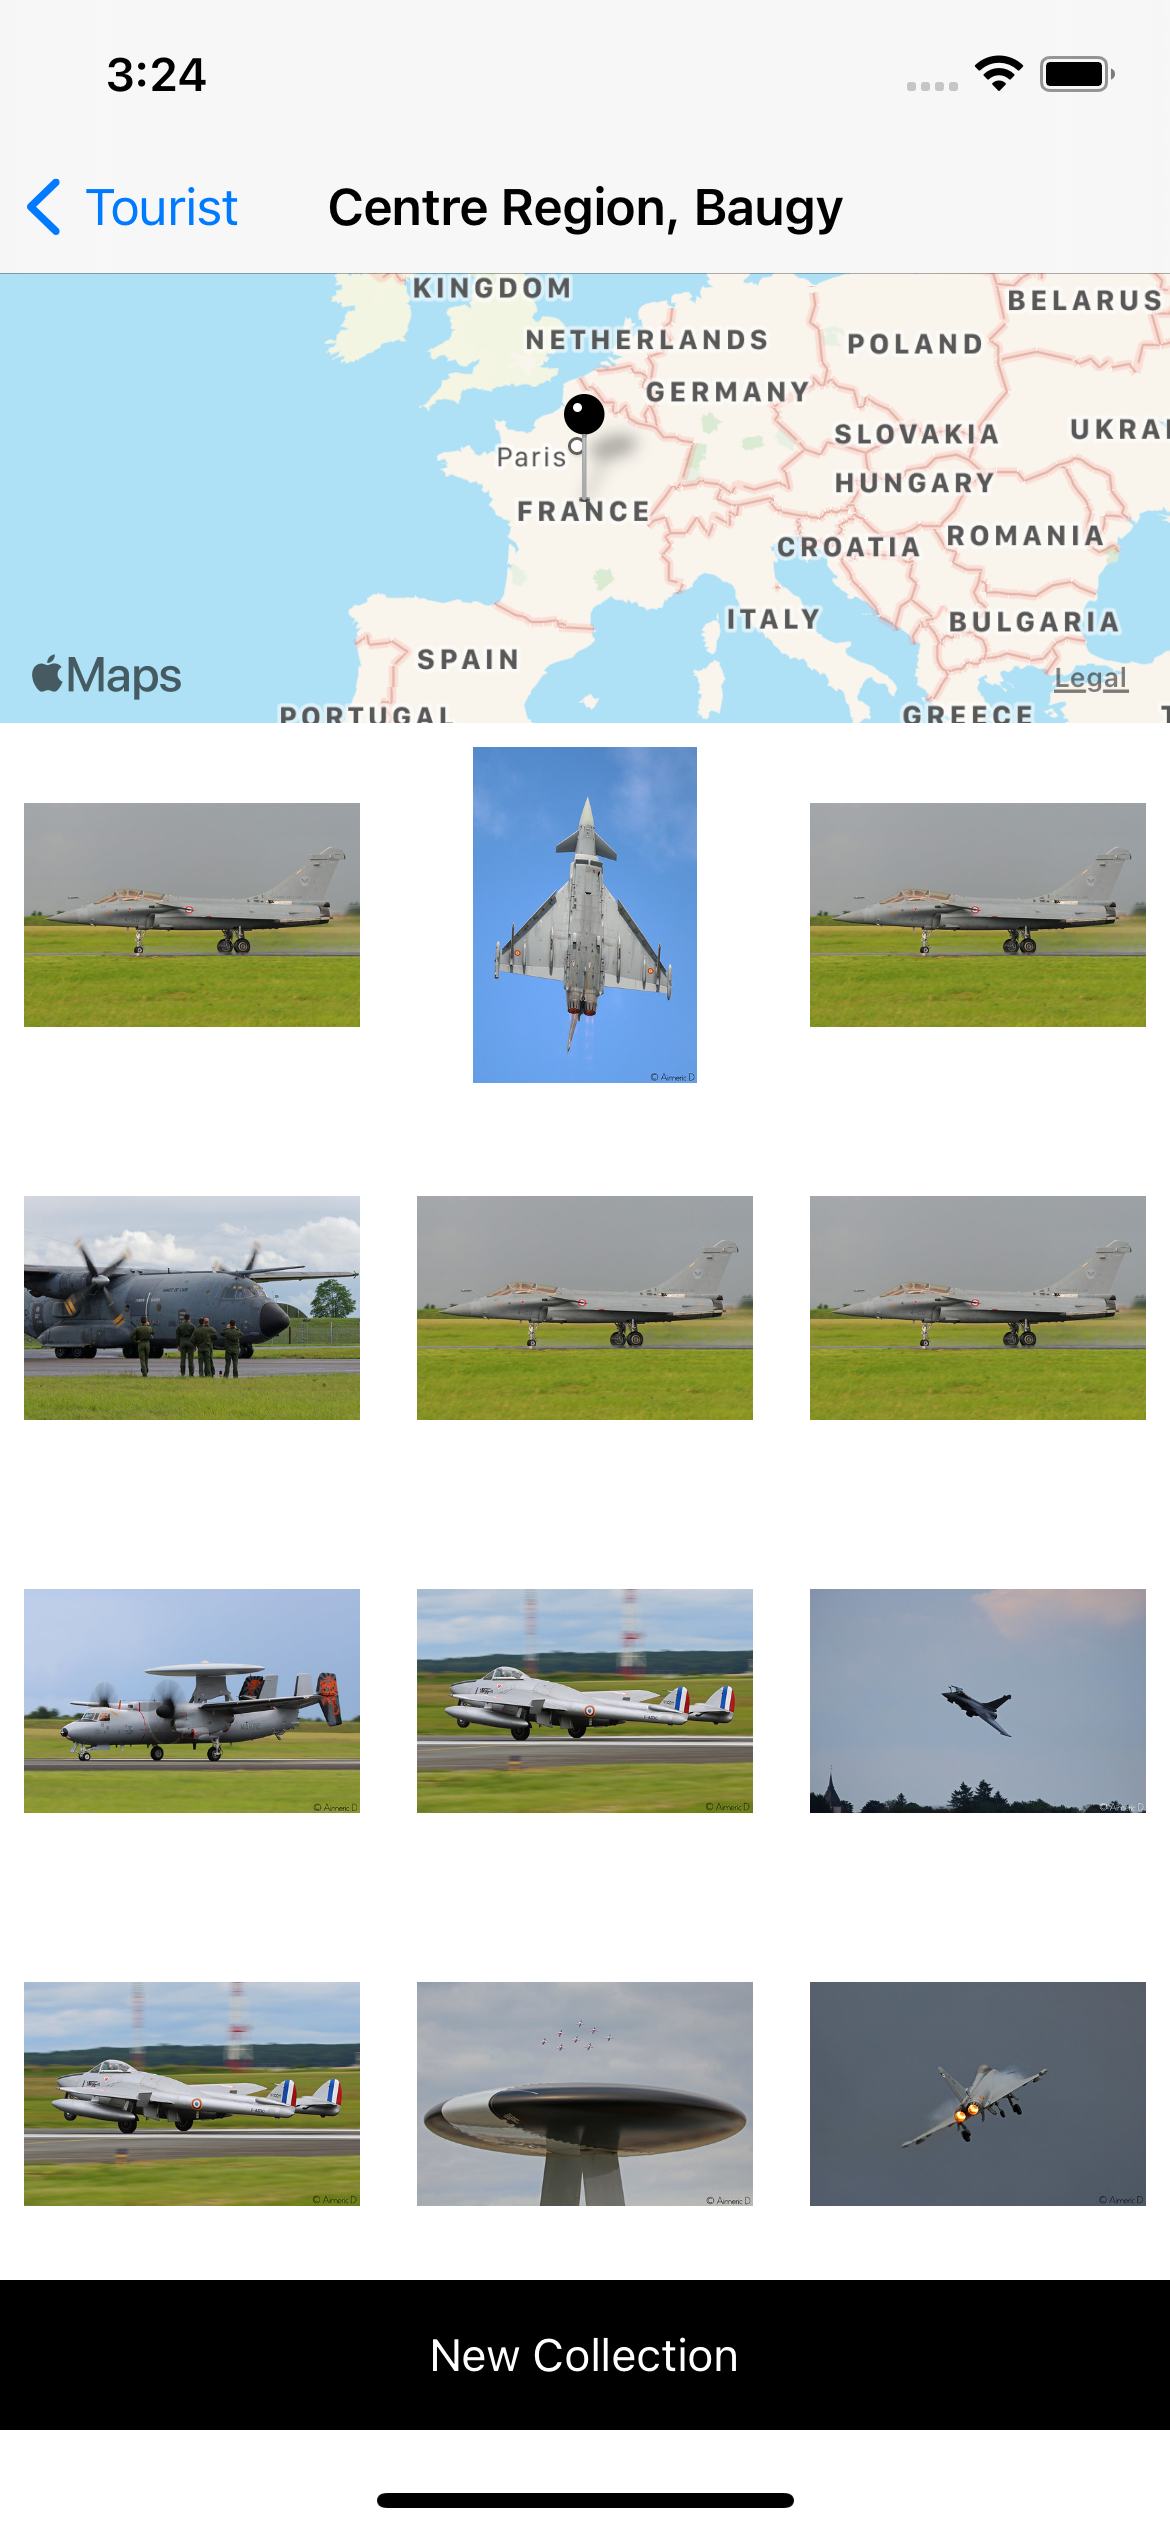 3:24
Tourist
Centre Region, Baugy
KINGDOM
BELARUS
NETHERLANDS
POLAND
GERMANY
SLOVAKIA
UKRAI
Paris
HUNGARY
FRANCE
ROMANIA
CROATIA
ITALY
BULGARIA
SPAIN
Maps
Legal
PORTUGAL
GREECE
© Aimeric D
© Aimeric D
© Aimeric D
© Aimeric D
© Aimeric D
© Aimeric D
© Aimeric D
New Collection